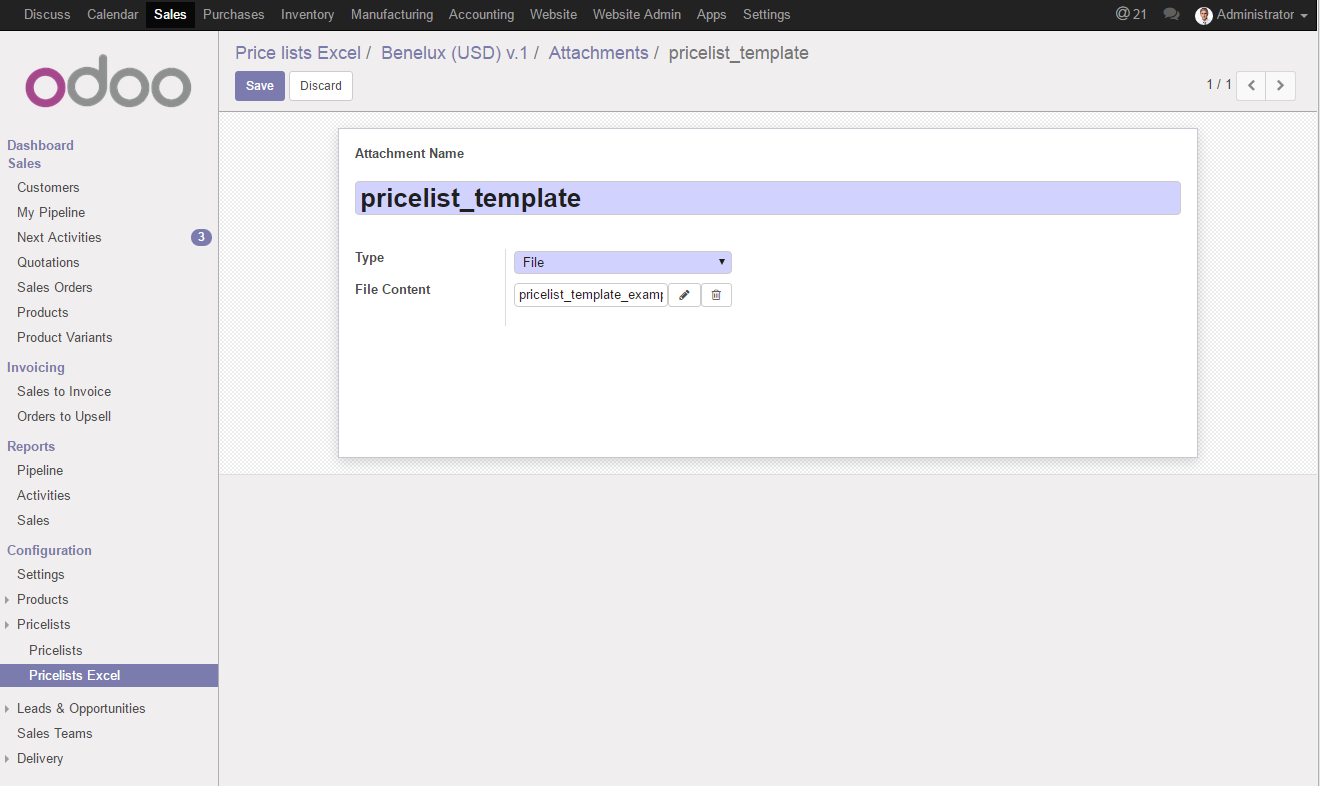 Discuss Calendar Sales Purchases Inventory Manufacturing Accounting Website Website Admin Apps Settings @ 21 Administrator
odoo
Dashboard
Sales
Customers
My Pipeline
Next Activities 3
Quotations
Sales Orders
Products
Product Variants
Invoicing
Sales to Invoice
Orders to Upsell
Reports
Pipeline
Activities
Sales
Configuration
Settings
Products
Pricelists
Pricelists
Pricelists Excel
Leads & Opportunities
Sales Teams
Delivery
Price lists Excel / Benelux (USD) v.1 / Attachments / pricelist_template
Save Discard 1 / 1
Attachment Name
pricelist_template
Type File
File Content pricelist_template_examp